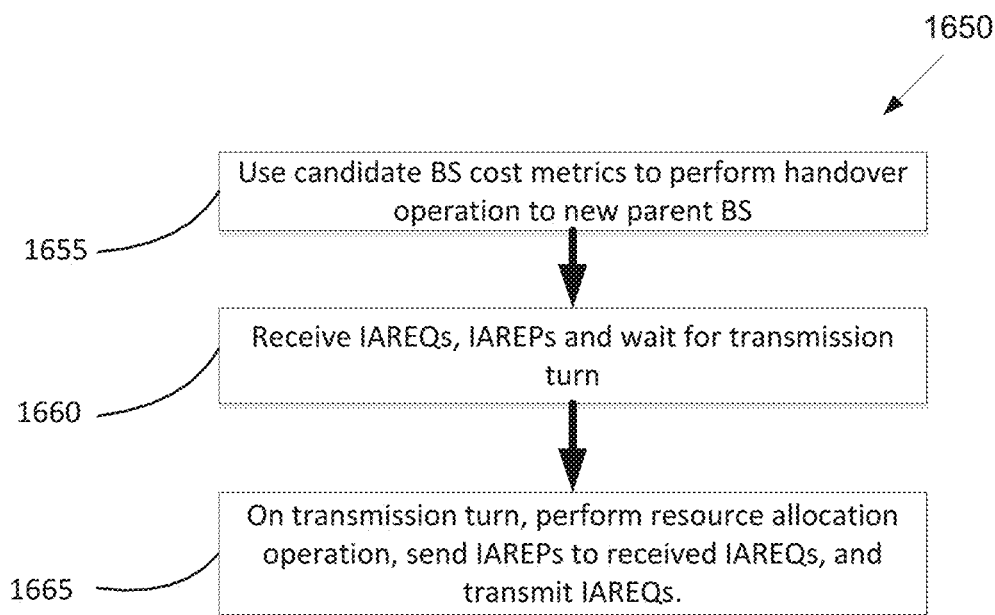 1650
Use candidate BS cost metrics to perform handover
operation to new parent BS
1655
Receive IAREQs, IAREPs and wait for transmission
turn
1660
On transmission turn, perform resource allocation
operation, send IAREPs to received IAREQs, and
transmit IAREQs.
1665